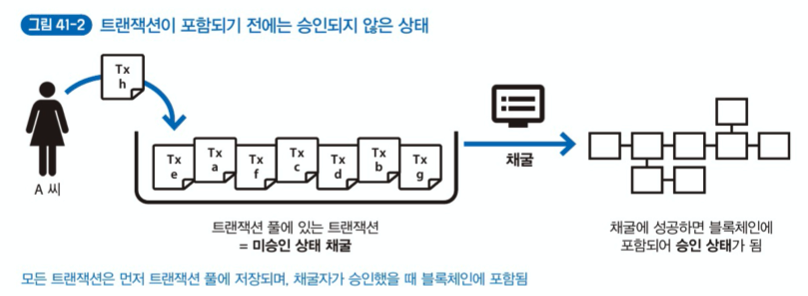 그림 41-2 트랜잭션이 포함되기 전에는 승인되지 않은 상태
Tx
h
A 씨
Tx
e
Tx
a
Tx
f
Tx
c
Tx
d
Tx
b
Tx
g
채굴
트랜잭션 풀에 있는 트랜잭션
= 미승인 상태 채굴
채굴에 성공하면 블록체인에
포함되어 승인 상태가 됨
모든 트랜잭션은 먼저 트랜잭션 풀에 저장되며, 채굴자가 승인했을 때 블록체인에 포함됨